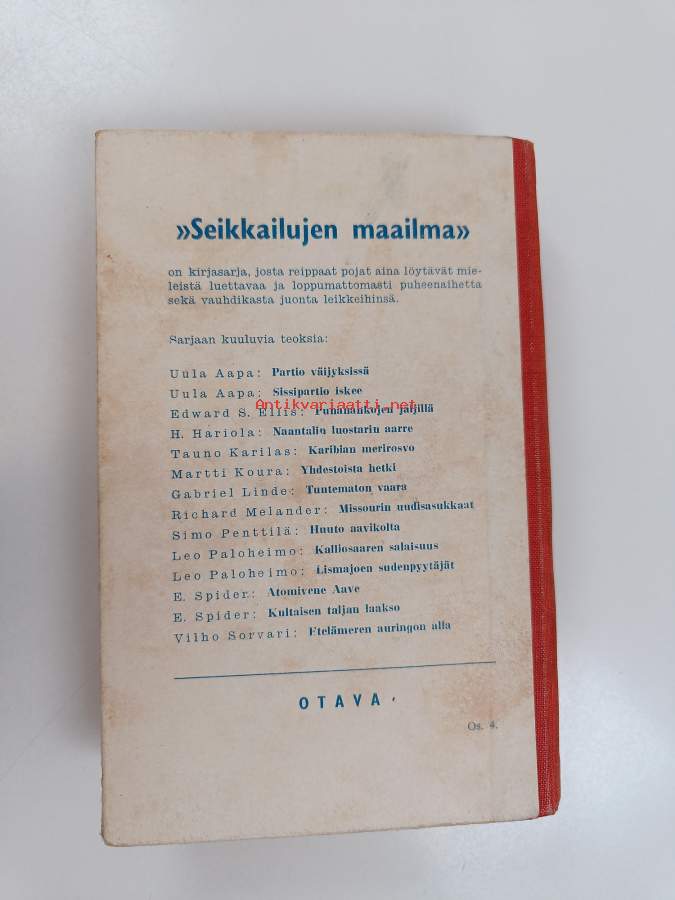 »Seikkailujen maailma»
on kirjasarja, josta reippaat pojat aina löytävät mie-
leistä luettavaa ja loppumattomasti puheenaihetta
sekä vauhdikasta juonta leikkeihinsä.
Sarjaan kuuluvia teoksia:
Uula Aapa: Partio väijyksissä
Uula Aapa: Sissipartio iskee
Antikvariaatti.net
Edward S. Ellis: Punanahkojen jäljillä
H. Hariola: Naantalin luostarin aarre
Tauno Karilas: Karibian merirosvo
Martti Koura: Yhdestoista hetki
Gabriel Linde: Tuntematon vaara
Richard Melander: Missourin uudisasukkaat
Simo Penttilä: Huuto aavikolta
Leo Paloheimo: Kalliosaaren salaisuus
Leo Paloheimo: Lismajoen sudenpyytäjät
E. Spider: Atomivene Aave
E. Spider: Kultaisen taljan laakso
Vilho Sorvari: Etelämeren auringon alla
OTAVA
Os. 4.